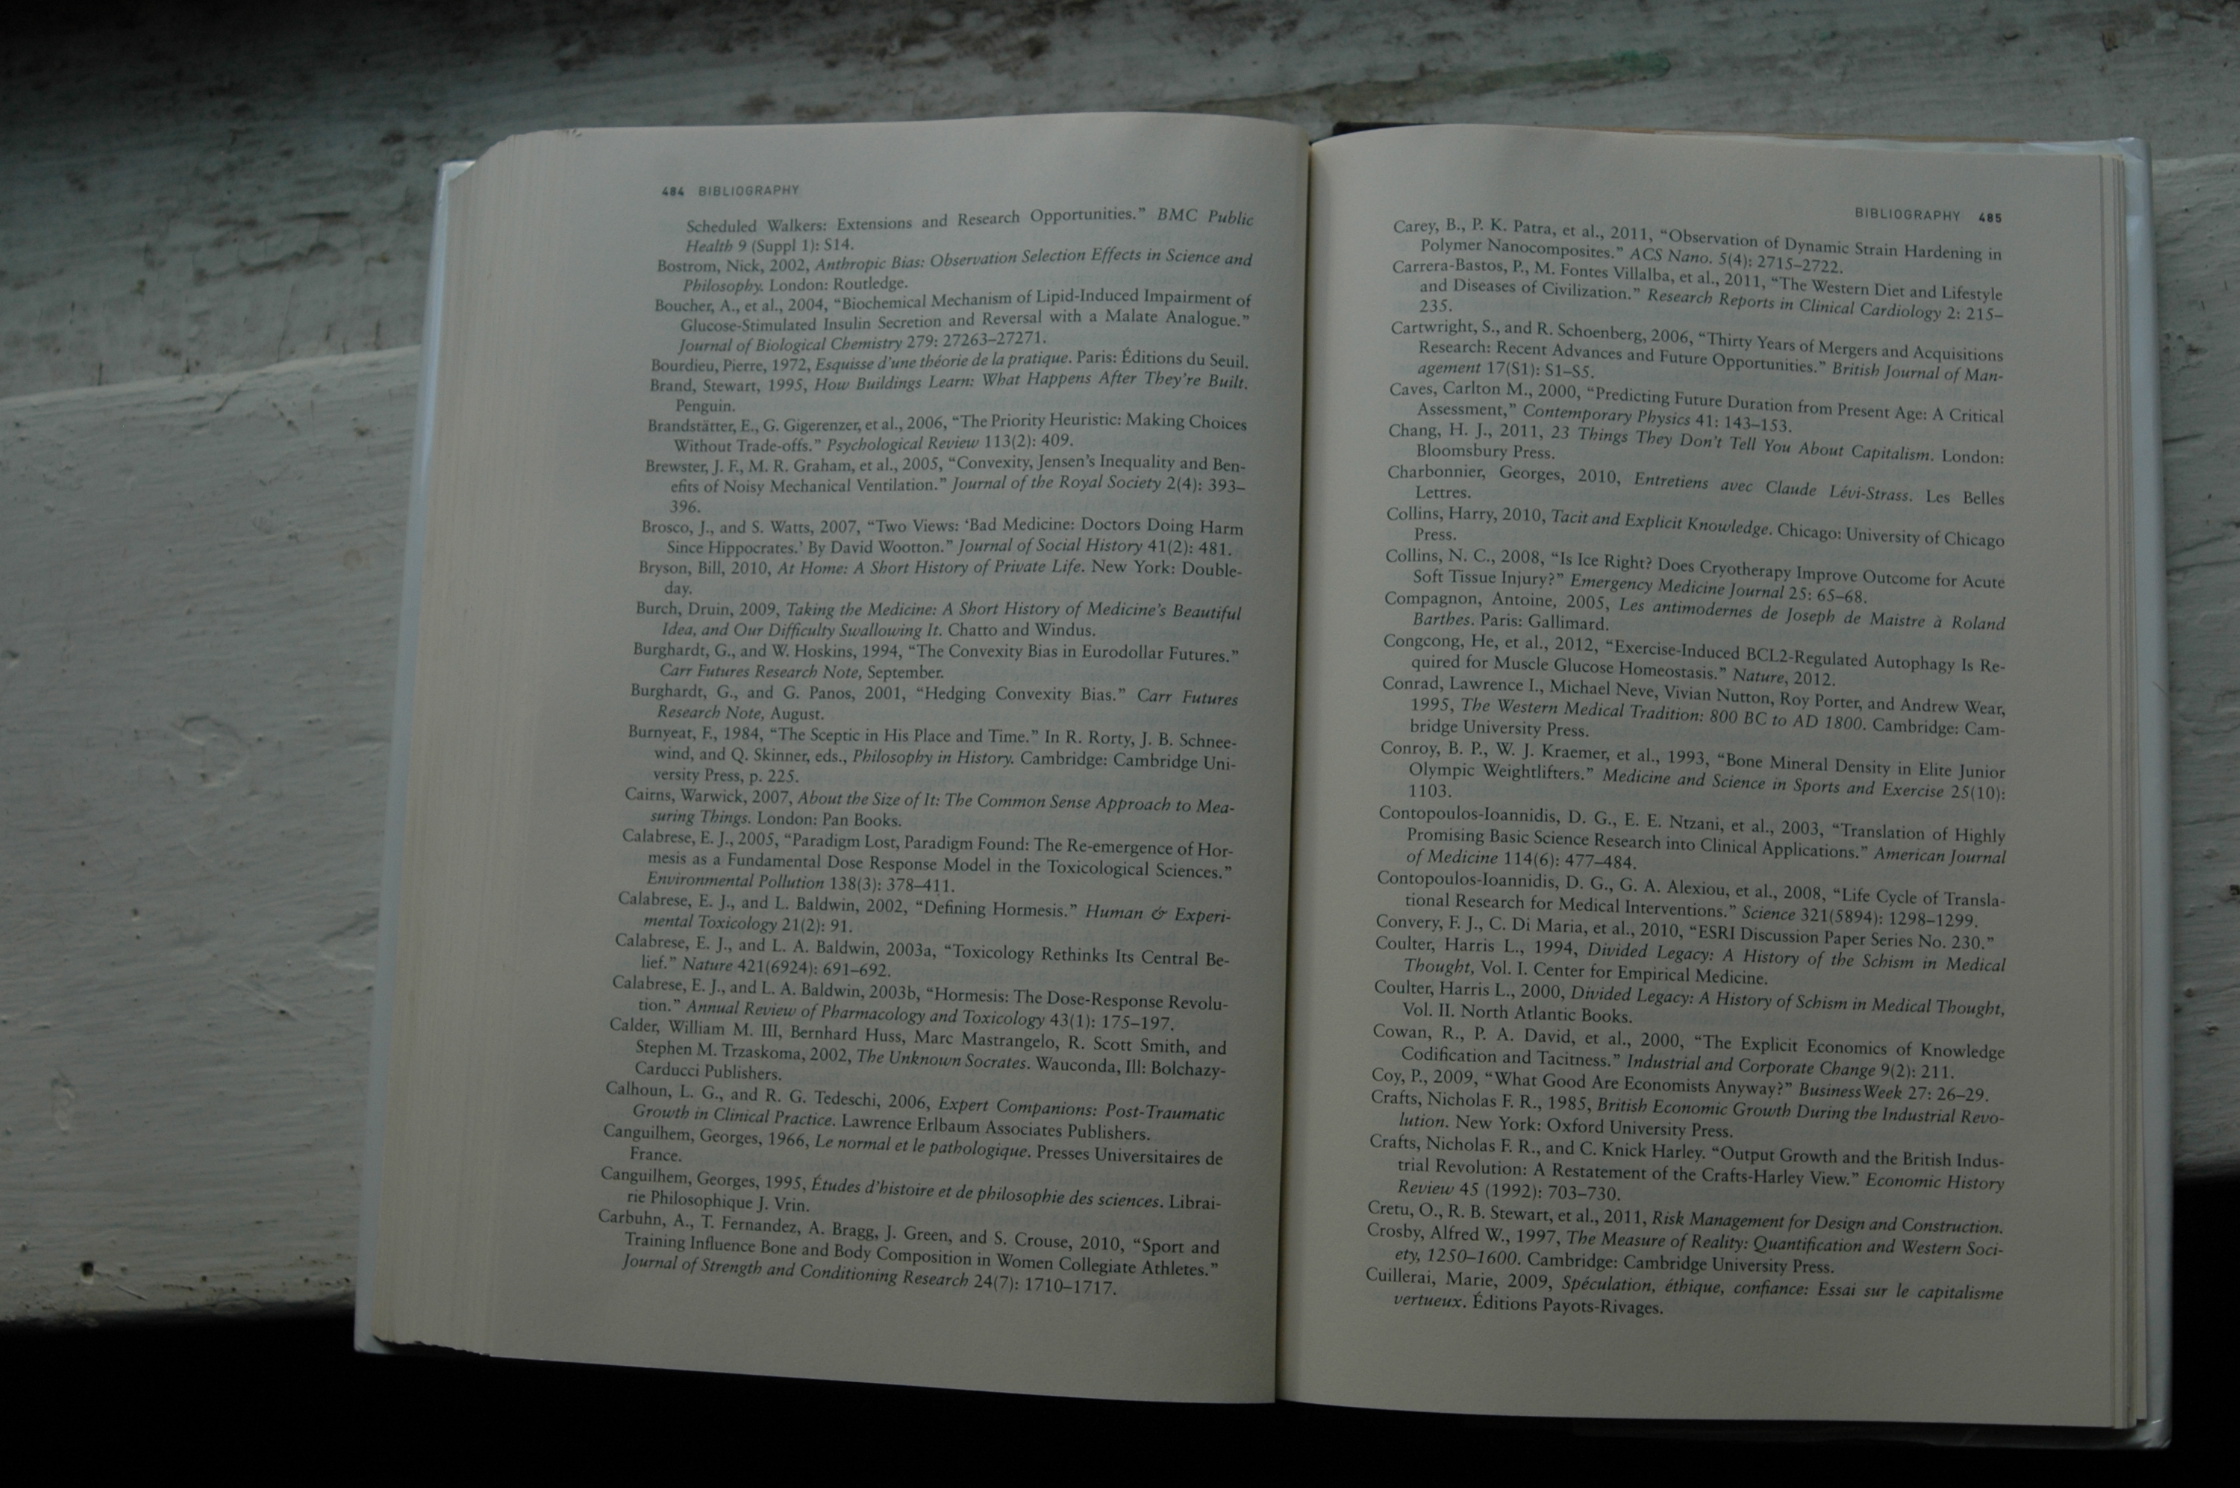 484 BIBLIOGRAPHY
Scheduled Walkers: Extensions and Research Opportunities.” BMC Public
Health 9 (Suppl 1): S14.
Bostrom, Nick, 2002, Anthropic Bias: Observation Selection Effects in Science and
Philosophy. London: Routledge.
Boucher, A., et al., 2004, “Biochemical Mechanism of Lipid-Induced Impairment of
Glucose-Stimulated Insulin Secretion and Reversal with a Malate Analogue.”
Journal of Biological Chemistry 279: 27263–27271.
Bourdieu, Pierre, 1972, Esquisse d’une théorie de la pratique. Paris: Éditions du Seuil.
Brand, Stewart, 1995, How Buildings Learn: What Happens After They’re Built.
Penguin.
Brandstätter, E., G. Gigerenzer, et al., 2006, “The Priority Heuristic: Making Choices
Without Trade-offs.” Psychological Review 113(2): 409.
Brewster, J. F., M. R. Graham, et al., 2005, “Convexity, Jensen’s Inequality and Ben-
efits of Noisy Mechanical Ventilation.” Journal of the Royal Society 2(4): 393–
396.
Brosco, J., and S. Watts, 2007, “Two Views: ‘Bad Medicine: Doctors Doing Harm
Since Hippocrates.’ By David Wootton.” Journal of Social History 41(2): 481.
Bryson, Bill, 2010, At Home: A Short History of Private Life. New York: Double-
day.
Burch, Druin, 2009, Taking the Medicine: A Short History of Medicine’s Beautiful
Idea, and Our Difficulty Swallowing It. Chatto and Windus.
Burghardt, G., and W. Hoskins, 1994, “The Convexity Bias in Eurodollar Futures.”
Carr Futures Research Note, September.
Burghardt, G., and G. Panos, 2001, “Hedging Convexity Bias.” Carr Futures
Research Note, August.
Burnyeat, F., 1984, “The Sceptic in His Place and Time.” In R. Rorty, J. B. Schnee-
wind, and Q. Skinner, eds., Philosophy in History. Cambridge: Cambridge Uni-
versity Press, p. 225.
Cairns, Warwick, 2007, About the Size of It: The Common Sense Approach to Mea-
suring Things. London: Pan Books.
Calabrese, E. J., 2005, “Paradigm Lost, Paradigm Found: The Re-emergence of Hor-
mesis as a Fundamental Dose Response Model in the Toxicological Sciences.”
Environmental Pollution 138(3): 378–411.
Calabrese, E. J., and L. Baldwin, 2002, “Defining Hormesis.” Human & Experi-
mental Toxicology 21(2): 91.
Calabrese, E. J., and L. A. Baldwin, 2003a, “Toxicology Rethinks Its Central Be-
lief.” Nature 421(6924): 691–692.
Calabrese, E. J., and L. A. Baldwin, 2003b, “Hormesis: The Dose-Response Revolu-
tion.” Annual Review of Pharmacology and Toxicology 43(1): 175–197.
Calder, William M. III, Bernhard Huss, Marc Mastrangelo, R. Scott Smith, and
Stephen M. Trzaskoma, 2002, The Unknown Socrates. Wauconda, Ill: Bolchazy-
Carducci Publishers.
Calhoun, L. G., and R. G. Tedeschi, 2006, Expert Companions: Post-Traumatic
Growth in Clinical Practice. Lawrence Erlbaum Associates Publishers.
Canguilhem, Georges, 1966, Le normal et le pathologique. Presses Universitaires de
France.
Canguilhem, Georges, 1995, Études d’histoire et de philosophie des sciences. Librai-
rie Philosophique J. Vrin.
Carbuhn, A., T. Fernandez, A. Bragg, J. Green, and S. Crouse, 2010, “Sport and
Training Influence Bone and Body Composition in Women Collegiate Athletes.”
Journal of Strength and Conditioning Research 24(7): 1710–1717.
BIBLIOGRAPHY 485
Carey, B., P. K. Patra, et al., 2011, “Observation of Dynamic Strain Hardening in
Polymer Nanocomposites.” ACS Nano. 5(4): 2715–2722.
Carrera-Bastos, P., M. Fontes Villalba, et al., 2011, “The Western Diet and Lifestyle
and Diseases of Civilization.” Research Reports in Clinical Cardiology 2: 215–
235.
Cartwright, S., and R. Schoenberg, 2006, “Thirty Years of Mergers and Acquisitions
Research: Recent Advances and Future Opportunities.” British Journal of Man-
agement 17(S1): S1–S5.
Caves, Carlton M., 2000, “Predicting Future Duration from Present Age: A Critical
Assessment,” Contemporary Physics 41: 143–153.
Chang, H. J., 2011, 23 Things They Don’t Tell You About Capitalism. London:
Bloomsbury Press.
Charbonnier, Georges, 2010, Entretiens avec Claude Lévi-Strass. Les Belles
Lettres.
Collins, Harry, 2010, Tacit and Explicit Knowledge. Chicago: University of Chicago
Press.
Collins, N. C., 2008, “Is Ice Right? Does Cryotherapy Improve Outcome for Acute
Soft Tissue Injury?” Emergency Medicine Journal 25: 65–68.
Compagnon, Antoine, 2005, Les antimodernes de Joseph de Maistre à Roland
Barthes. Paris: Gallimard.
Congcong, He, et al., 2012, “Exercise-Induced BCL2-Regulated Autophagy Is Re-
quired for Muscle Glucose Homeostasis.” Nature, 2012.
Conrad, Lawrence I., Michael Neve, Vivian Nutton, Roy Porter, and Andrew Wear,
1995, The Western Medical Tradition: 800 BC to AD 1800. Cambridge: Cam-
bridge University Press.
Conroy, B. P., W. J. Kraemer, et al., 1993, “Bone Mineral Density in Elite Junior
Olympic Weightlifters.” Medicine and Science in Sports and Exercise 25(10):
1103.
Contopoulos-Ioannidis, D. G., E. E. Ntzani, et al., 2003, “Translation of Highly
Promising Basic Science Research into Clinical Applications.” American Journal
of Medicine 114(6): 477–484.
Contopoulos-Ioannidis, D. G., G. A. Alexiou, et al., 2008, “Life Cycle of Transla-
tional Research for Medical Interventions.” Science 321(5894): 1298–1299.
Convery, F. J., C. Di Maria, et al., 2010, “ESRI Discussion Paper Series No. 230.”
Coulter, Harris L., 1994, Divided Legacy: A History of the Schism in Medical
Thought, Vol. I. Center for Empirical Medicine.
Coulter, Harris L., 2000, Divided Legacy: A History of Schism in Medical Thought,
Vol. II. North Atlantic Books.
Cowan, R., P. A. David, et al., 2000, “The Explicit Economics of Knowledge
Codification and Tacitness.” Industrial and Corporate Change 9(2): 211.
Coy, P., 2009, “What Good Are Economists Anyway?” BusinessWeek 27: 26–29.
Crafts, Nicholas F. R., 1985, British Economic Growth During the Industrial Revo-
lution. New York: Oxford University Press.
Crafts, Nicholas F. R., and C. Knick Harley. “Output Growth and the British Indus-
trial Revolution: A Restatement of the Crafts-Harley View.” Economic History
Review 45 (1992): 703–730.
Cretu, O., R. B. Stewart, et al., 2011, Risk Management for Design and Construction.
Crosby, Alfred W., 1997, The Measure of Reality: Quantification and Western Soci-
ety, 1250–1600. Cambridge: Cambridge University Press.
Cuillerai, Marie, 2009, Spéculation, éthique, confiance: Essai sur le capitalisme
vertueux. Éditions Payots-Rivages.